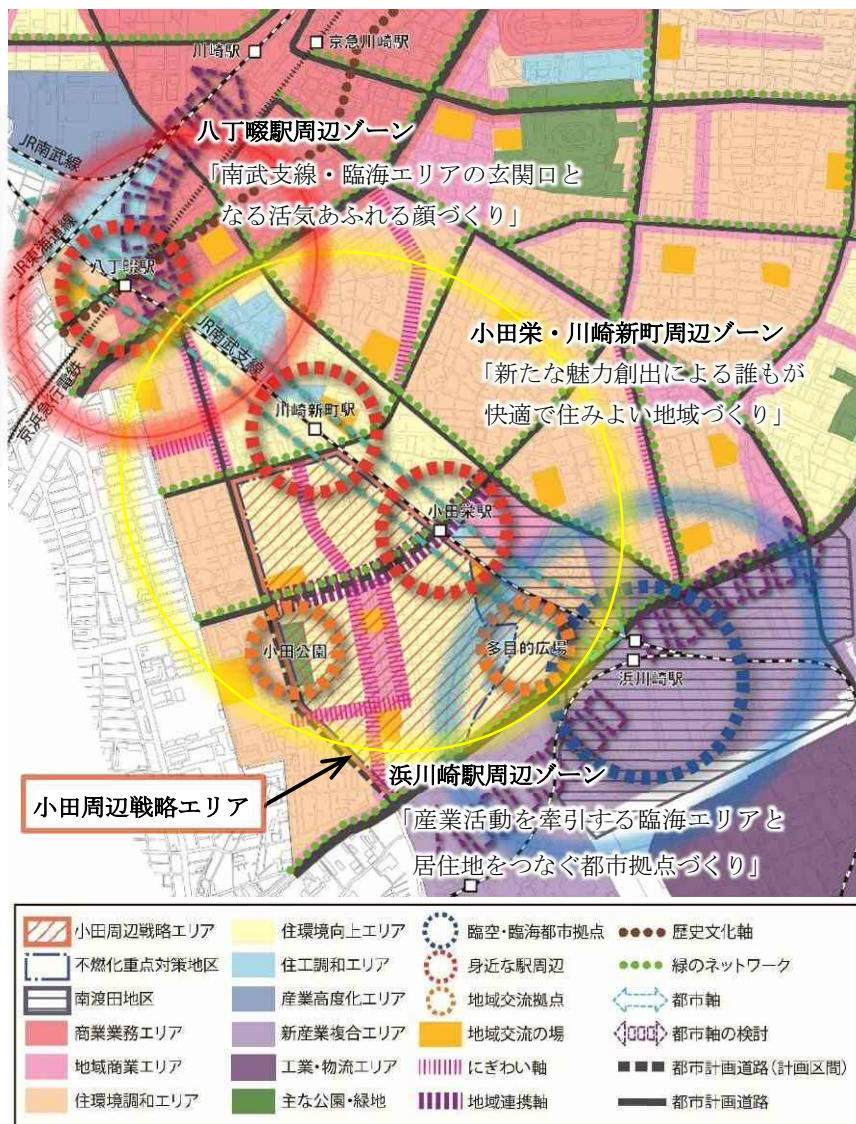 川崎駅
京急川崎駅
八丁畷駅周辺ゾーン
JR南武線
「南武支線・臨海エリアの玄関口と
なる活気あふれる顔づくり」
JR東海道線
八丁畷駅
JR南武支線
小田栄・川崎新町周辺ゾーン
「新たな魅力創出による誰もが
快適で住みよい地域づくり」
京浜急行電鉄
川崎新町駅
小田栄駅
小田公園
多目的広場
浜川崎駅
浜川崎駅周辺ゾーン
小田周辺戦略エリア
「産業活動を牽引する臨海エリアと
居住地をつなぐ都市拠点づくり」
小田周辺戦略エリア
住環境向上エリア
臨空・臨海都市拠点
歴史文化軸
不燃化重点対策地区
住工調和エリア
身近な駅周辺
緑のネットワーク
南渡田地区
産業高度化エリア
地域交流拠点
都市軸
商業業務エリア
新産業複合エリア
地域交流の場
都市軸の検討
地域商業エリア
工業・物流エリア
にぎわい軸
都市計画道路(計画区間)
住環境調和エリア
主な公園・緑地
地域連携軸
都市計画道路